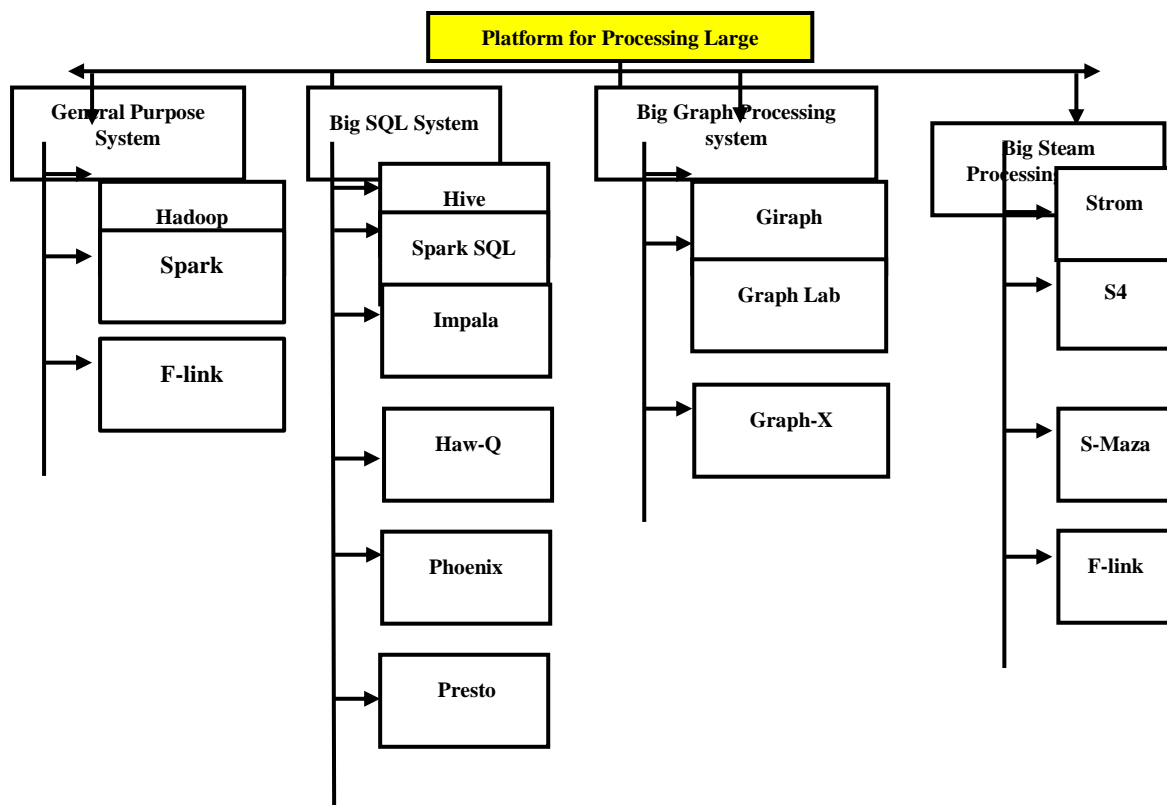 Platform for Processing Large
General Purpose
System
Hadoop
Spark
F-link
Big SQL System
Hive
Spark SQL
Impala
Haw-Q
Phoenix
Presto
Big Graph Processing
system
Giraph
Graph Lab
Graph-X
Big Steam
Processing
Strom
S4
S-Maza
F-link